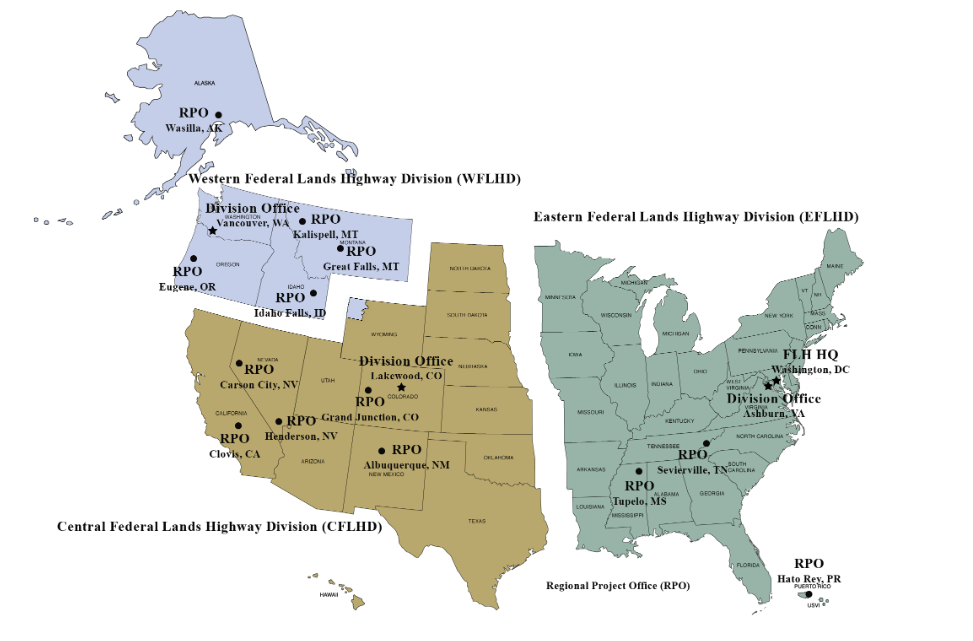 ALASKA
RPO
Wasilla, AK
Western Federal Lands Highway Division (WFLHD)
Division Office
WASHINGTON
Vancouver, WA
RPO
Kalispell, MT
MONTANA
RPO
Great Falls, MT
OREGON
RPO
Eugene, OR
IDAHO
RPO
Idaho Falls, ID
NORTH DAKOTA
SOUTH DAKOTA
WYOMING
NEBRASKA
Division Office
Lakewood, CO
COLORADO
NEVADA
RPO
Carson City, NV
UTAH
RPO
Grand Junction, CO
KANSAS
CALIFORNIA
RPO
Clovis, CA
RPO
Henderson, NV
ARIZONA
RPO
Albuquerque, NM
NEW MEXICO
OKLAHOMA
TEXAS
Central Federal Lands Highway Division (CFLHD)
HAWAII
Eastern Federal Lands Highway Division (EFLHD)
MAINE
VT
NH
MASS
CONN
NEW YORK
MINNESOTA
MICHIGAN
WISCONSIN
MICHIGAN
IOWA
PENNSYLVANIA
FLH HQ
Washington, DC
ILLINOIS
INDIANA
OHIO
WEST
VIRGINIA
Division Office
VIRGINIA
Ashburn, VA
MISSOURI
KENTUCKY
NORTH CAROLINA
TENNESSEE
RPO
Sevierville, TN
SOUTH
CAROLINA
ARKANSAS
RPO
Tupelo, MS
ALABAMA
GEORGIA
LOUISIANA
MISSISSIPPI
FLORIDA
RPO
Hato Rey, PR
PUERTO RICO
USVI
Regional Project Office (RPO)